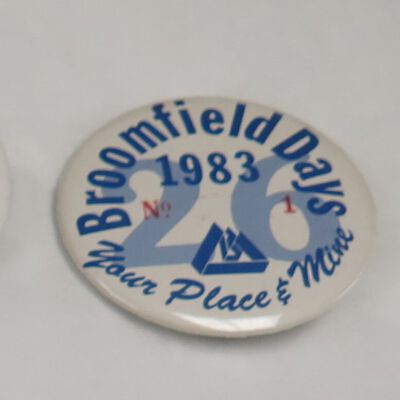 Broomfield Days
1983
26
Nº 1
Your Place & Mine